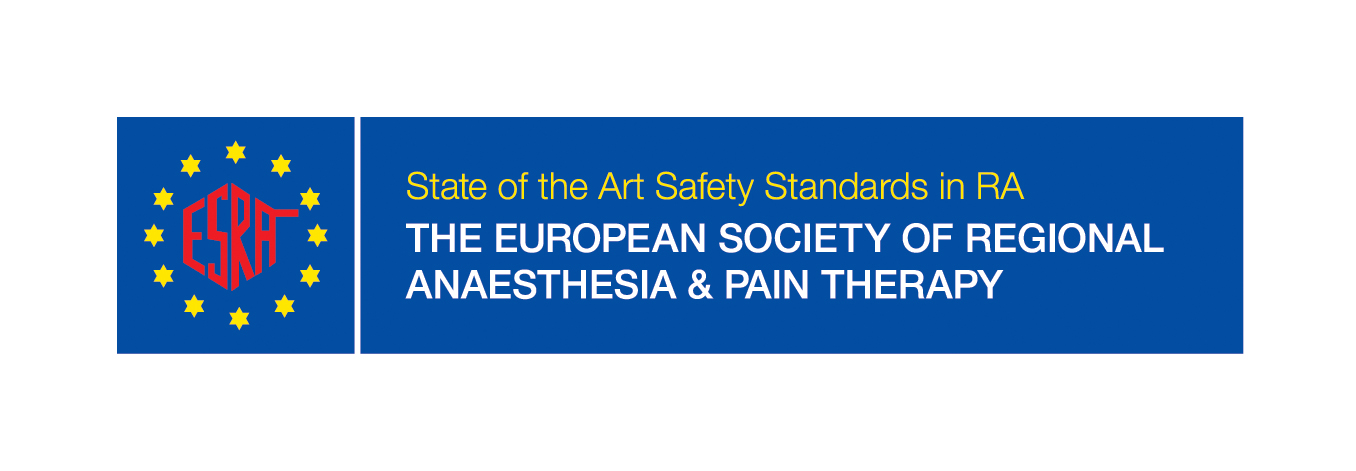 ESRA
State of the Art Safety Standards in RA
THE EUROPEAN SOCIETY OF REGIONAL
ANAESTHESIA & PAIN THERAPY